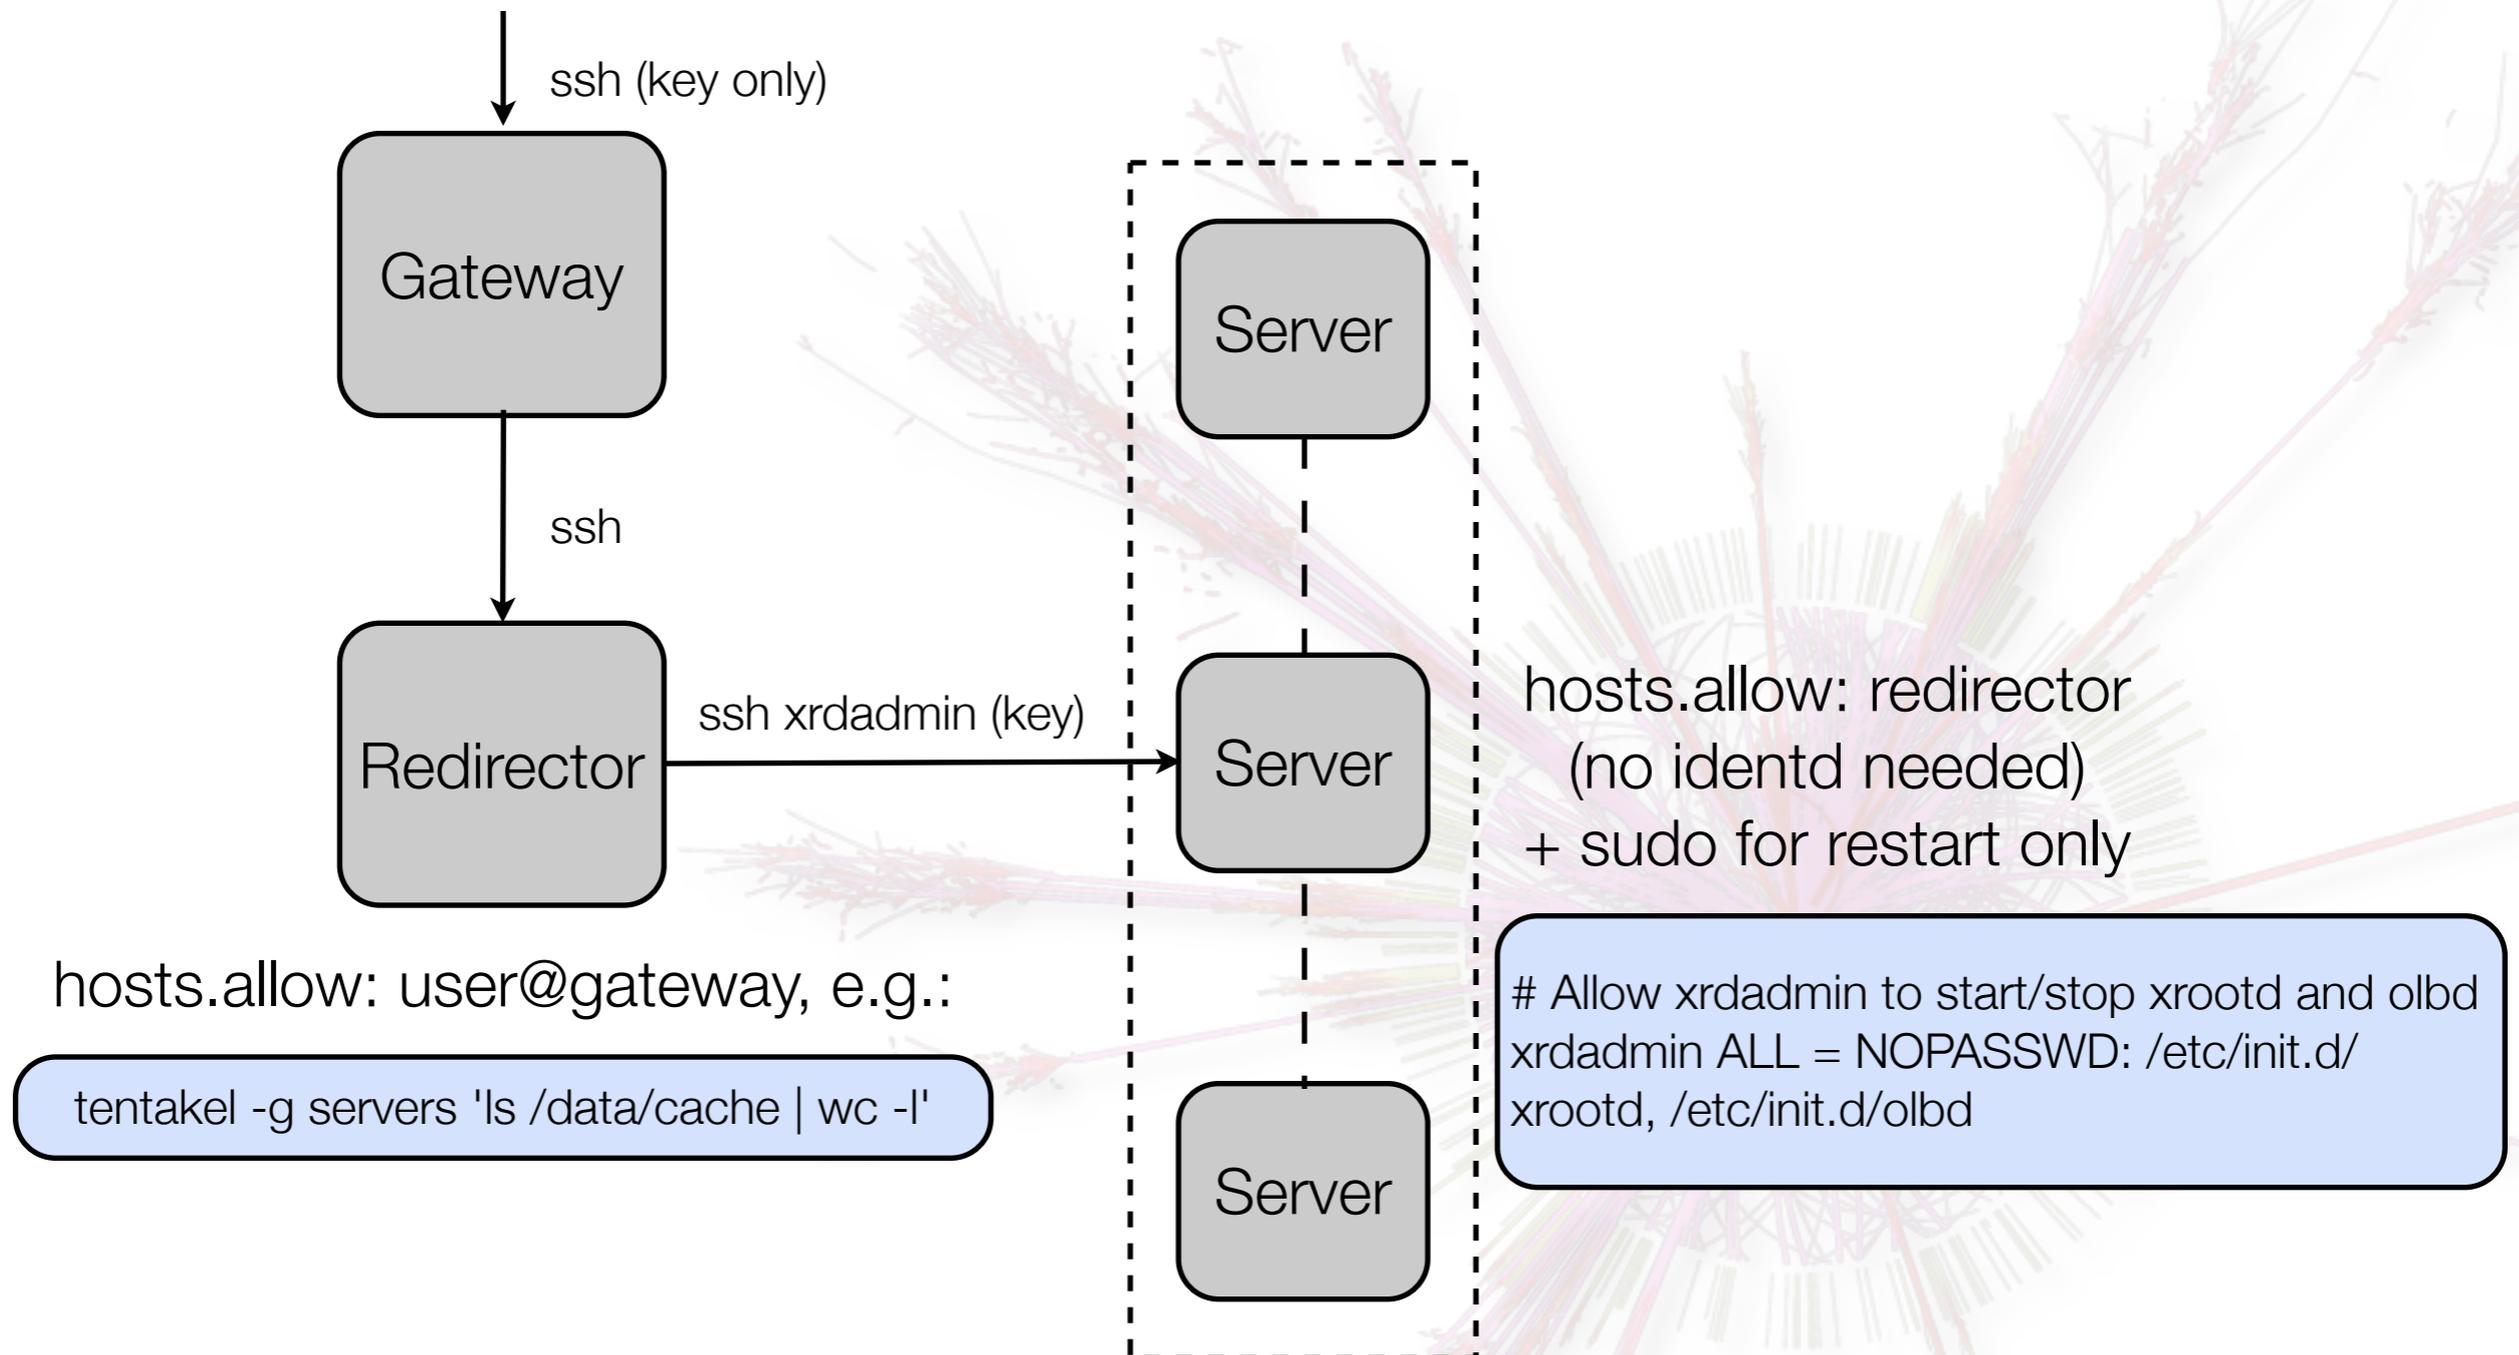 ssh (key only)
Gateway
Server
ssh
ssh xrdadmin (key)
Redirector
Server
hosts.allow: redirector
(no identd needed)
+ sudo for restart only
hosts.allow: user@gateway, e.g.:
tentakel -g servers 'ls /data/cache | wc -l'
# Allow xrdadmin to start/stop xrootd and olbd
xrdadmin ALL = NOPASSWD: /etc/init.d/
xrootd, /etc/init.d/olbd
Server